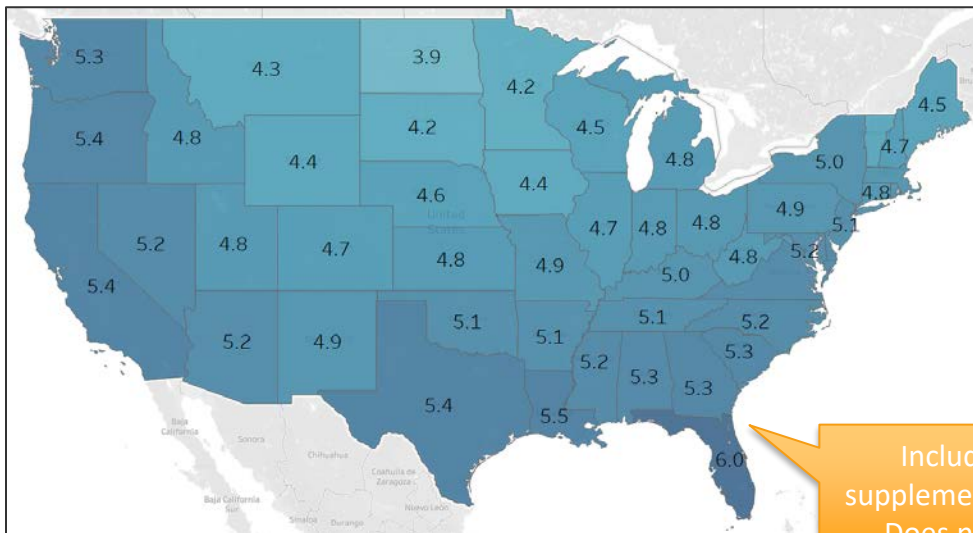 5.3
4.3
3.9
4.2
4.5
5.4
4.8
4.4
4.2
4.5
4.8
5.0
4.7
4.6
4.4
4.8
United
States
5.2
4.8
4.7
4.8
4.9
4.7
4.8
4.8
4.9
5.1
5.2
4.8
5.0
5.4
5.2
4.9
5.1
5.1
5.1
5.2
5.3
5.4
5.5
5.2
5.3
5.3
6.0
Baja
California
Sonora
Chihuahua
Coahuila de
Zaragoza
Nuevo León
Baja California
Sur
Sinaloa
Durango
Includ
suppleme
Does n